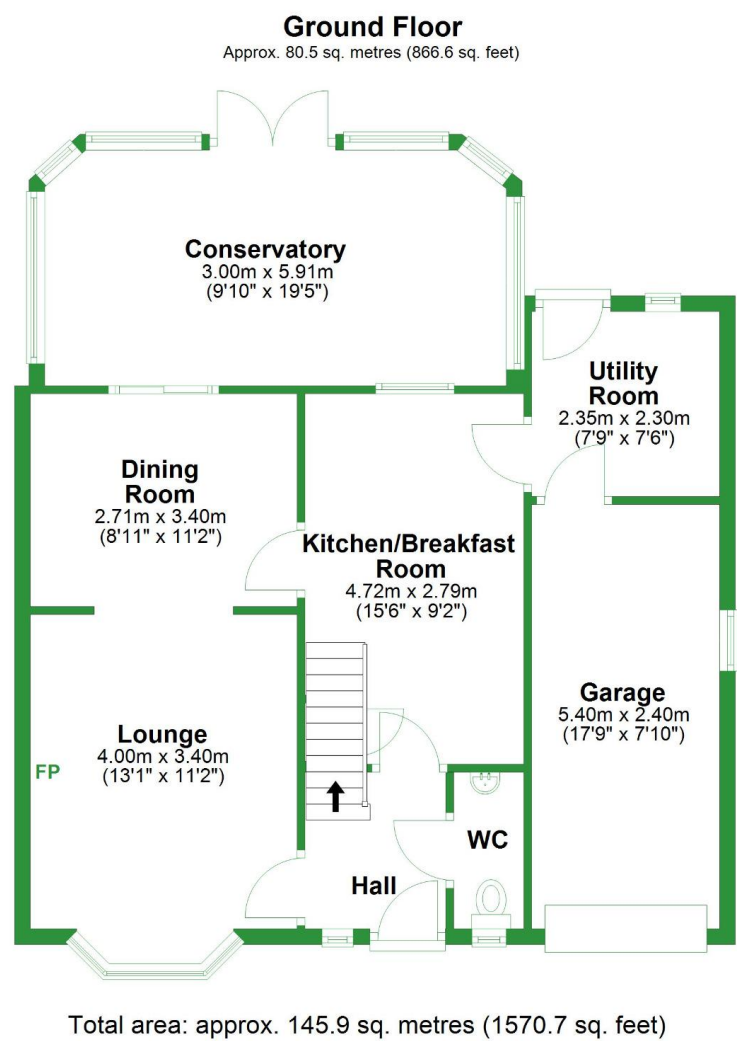 Ground Floor
Approx. 80.5 sq. metres (866.6 sq. feet)
Conservatory
3.00m x 5.91m
(9'10" x 19'5")
Utility
Room
2.35m x 2.30m
(7'9" x 7'6")
Dining
Room
2.71m x 3.40m
(8'11" x 11'2")
Kitchen/Breakfast
Room
4.72m x 2.79m
(15'6" x 9'2")
Lounge
4.00m x 3.40m
(13'1" x 11'2")
FP
Garage
5.40m x 2.40m
(17'9" x 7'10")
WC
Hall
Total area: approx. 145.9 sq. metres (1570.7 sq. feet)